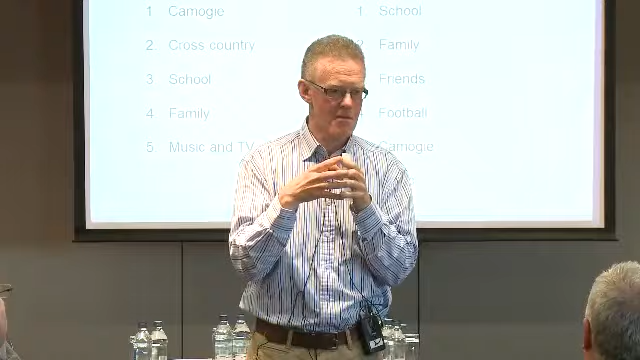 1 Camogie
2. Cross country
3 School
4 Family
5. Music and TV
1 School
2 Family
Friends
Football
Camogie